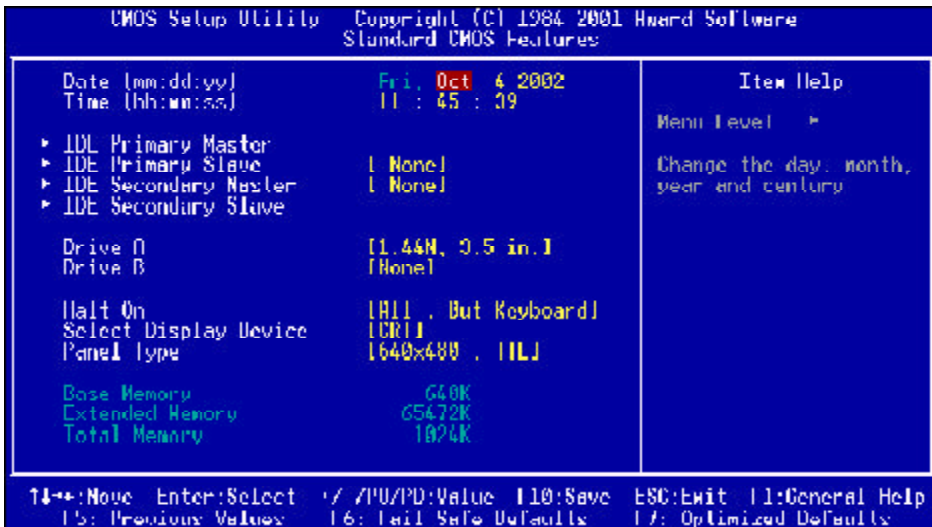 CMOS Setup Utility Copyright (C) 1984 2001 Award Software
Standard CMOS Features
Date (mm:dd:yy) Fri, Oct 4 2002
Time (hh:mm:ss) 11 : 45 : 39
Item Help
Menu Level ▸
Change the day, month,
year and century
▸ IDE Primary Master
▸ IDE Primary Slave [ None]
▸ IDE Secondary Master [ None]
▸ IDE Secondary Slave
Drive A [1.44M, 3.5 in.]
Drive B [None]
Halt On [All , But Keyboard]
Select Display Device [CRT]
Panel Type [640x480 , TTL]
Base Memory 640K
Extended Memory 65472K
Total Memory 1024K
↑↓→←:Move Enter:Select +/-/PU/PD:Value F10:Save ESC:Exit F1:General Help
F5: Previous Values F6: Fail Safe Defaults F7: Optimized Defaults